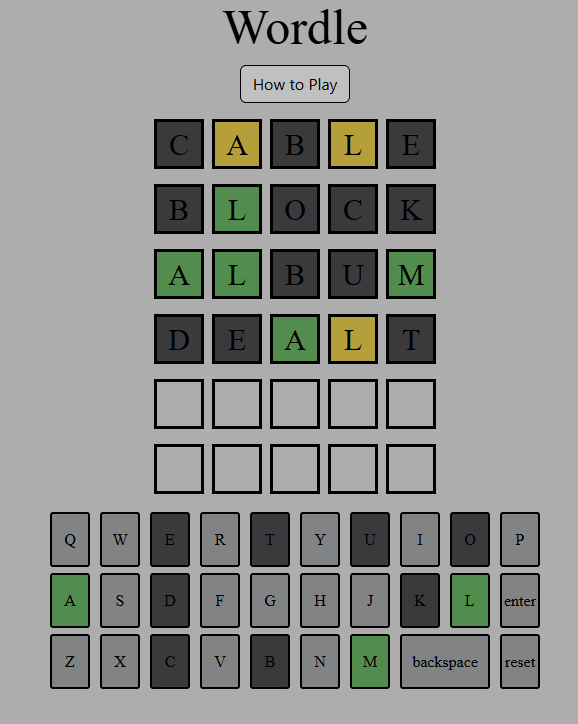 Wordle
How to Play
C A B L E
B L O C K
A L B U M
D E A L T
Q W E R T Y U I O P
A S D F G H J K L enter
Z X C V B N M backspace reset